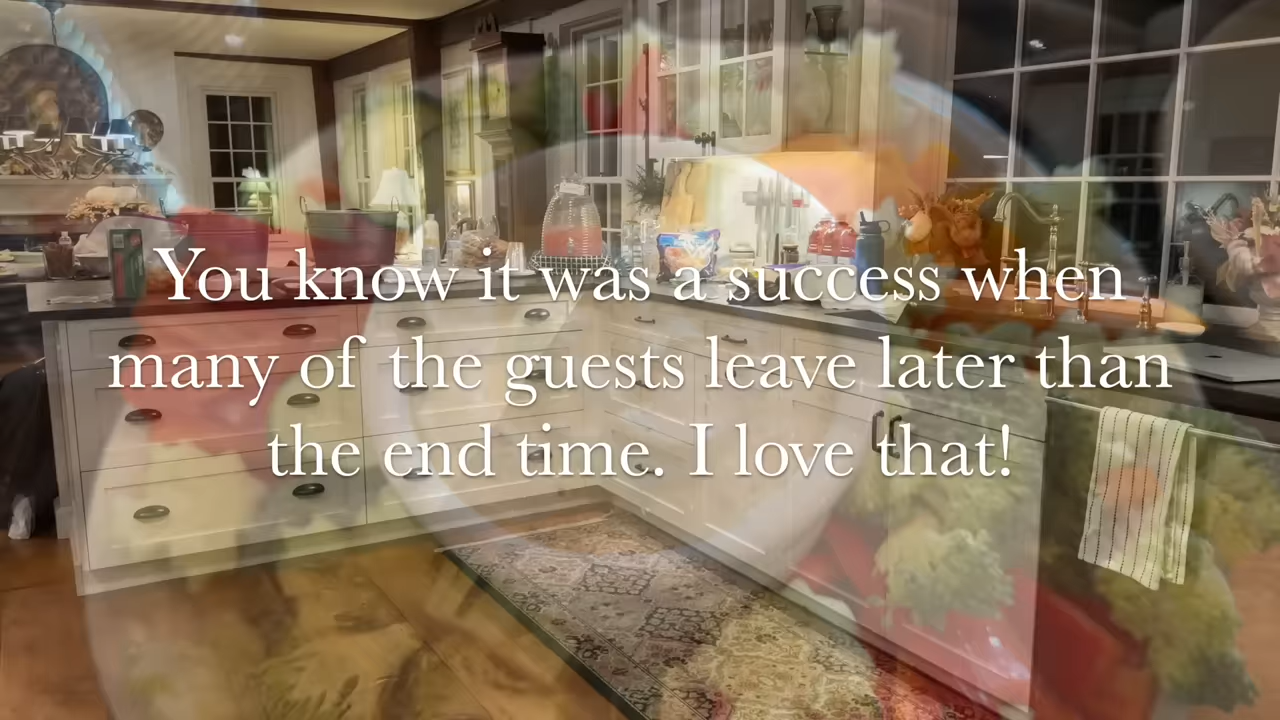 You know it was a success when
many of the guests leave later than
the end time. I love that!